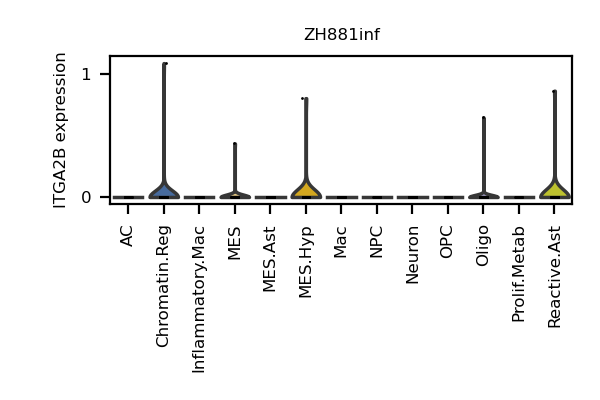 ZH881inf
ITGA2B expression
1
0
AC
Chromatin.Reg
Inflammatory.Mac
MES
MES.Ast
MES.Hyp
Mac
NPC
Neuron
OPC
Oligo
Prolif.Metab
Reactive.Ast